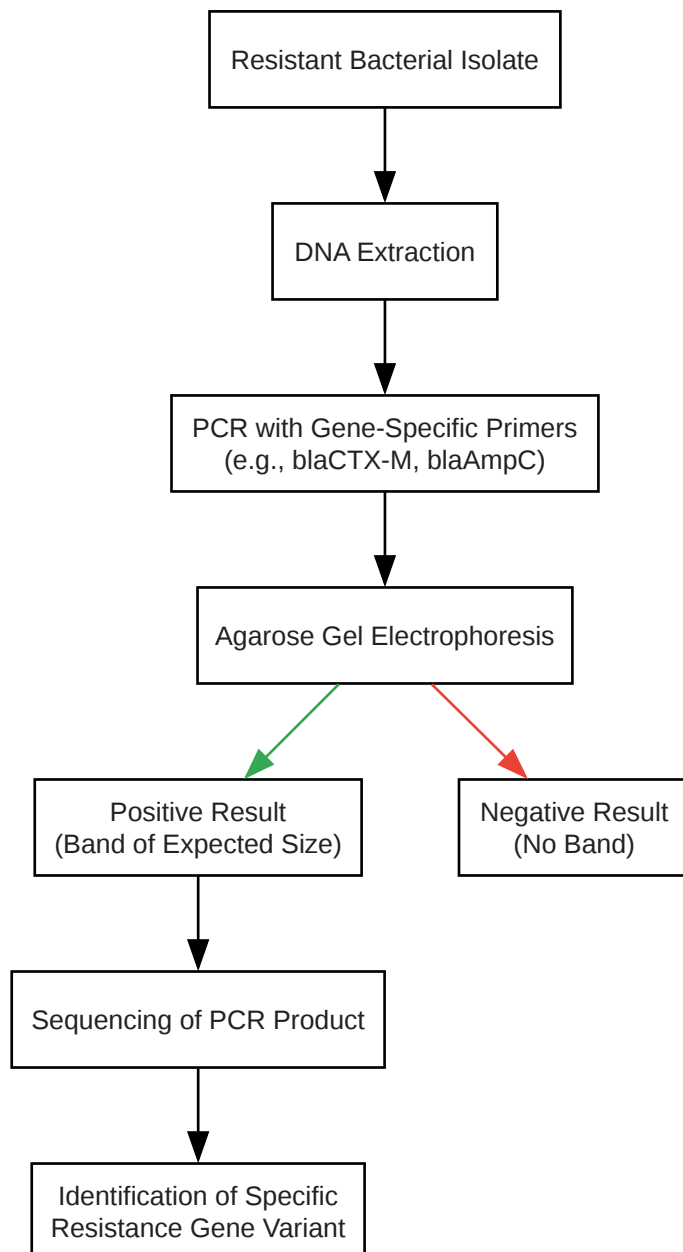 Resistant Bacterial Isolate
DNA Extraction
PCR with Gene-Specific Primers
(e.g., blaCTX-M, blaAmpC)
Agarose Gel Electrophoresis
Positive Result
(Band of Expected Size)
Negative Result
(No Band)
Sequencing of PCR Product
Identification of Specific
Resistance Gene Variant